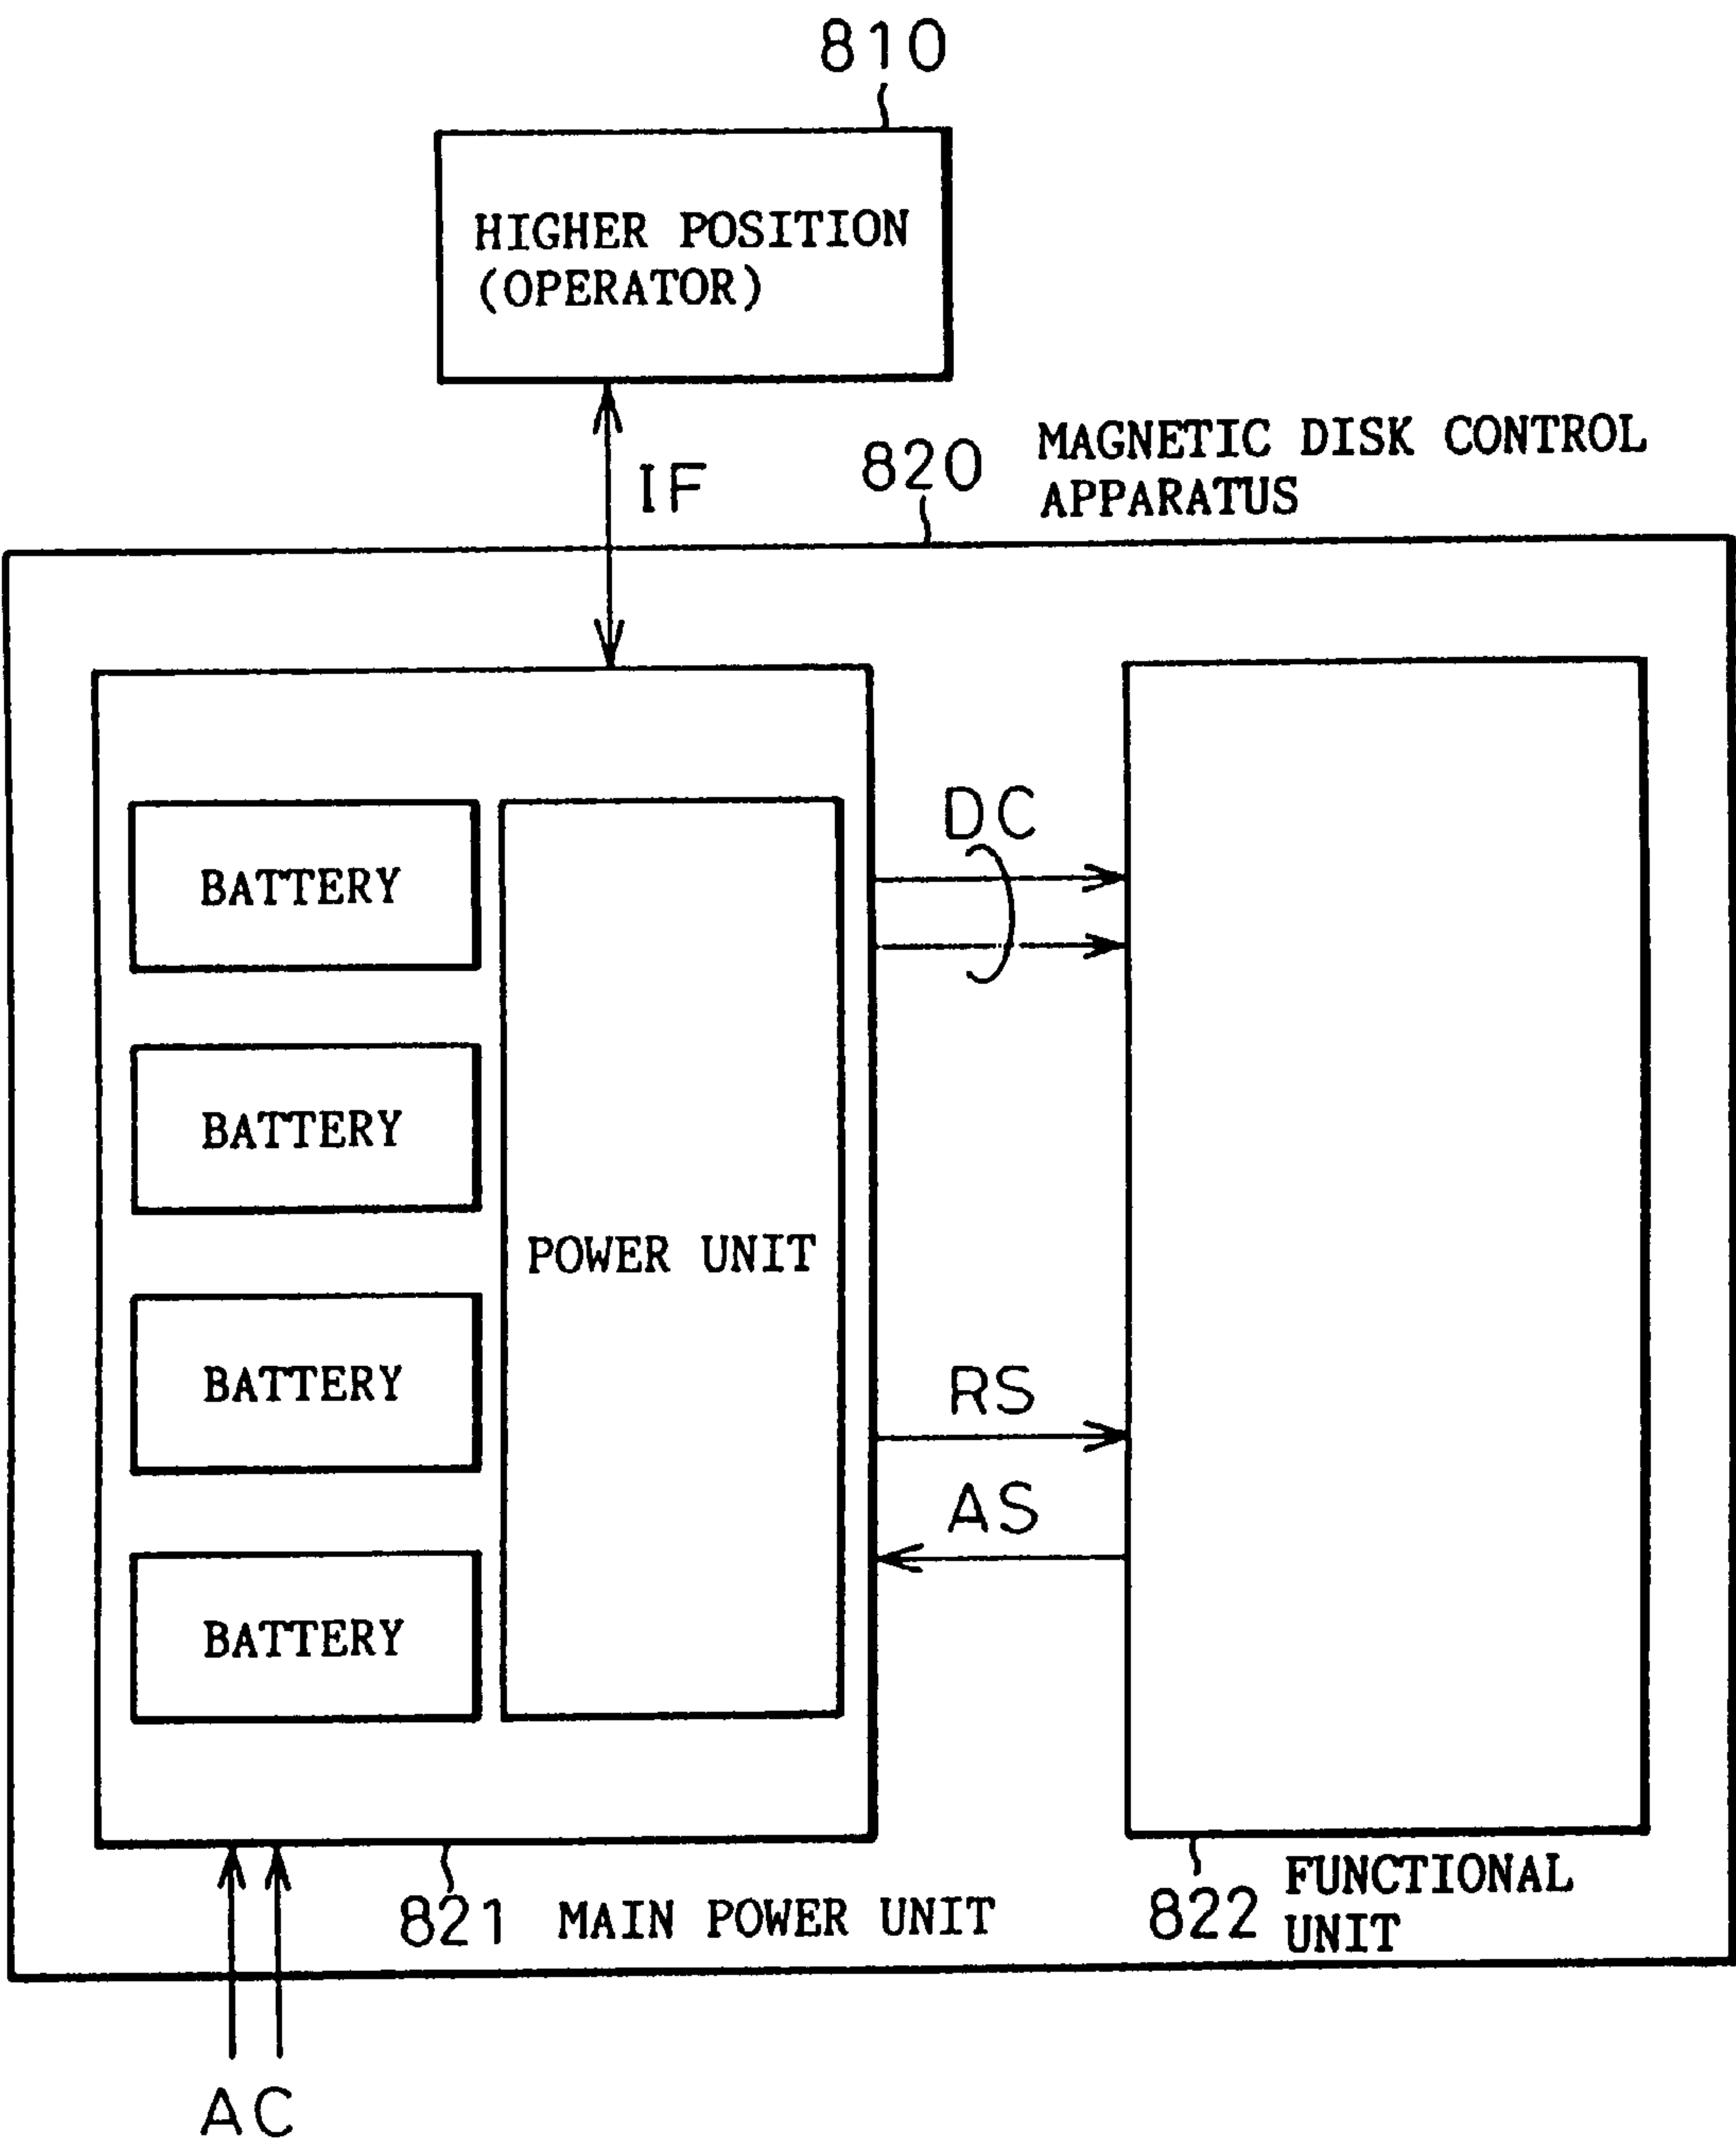 810
HIGHER POSITION
(OPERATOR)
IF
820
MAGNETIC DISK CONTROL
APPARATUS
BATTERY
BATTERY
BATTERY
BATTERY
POWER UNIT
DC
RS
AS
821 MAIN POWER UNIT
822
FUNCTIONAL
UNIT
AC